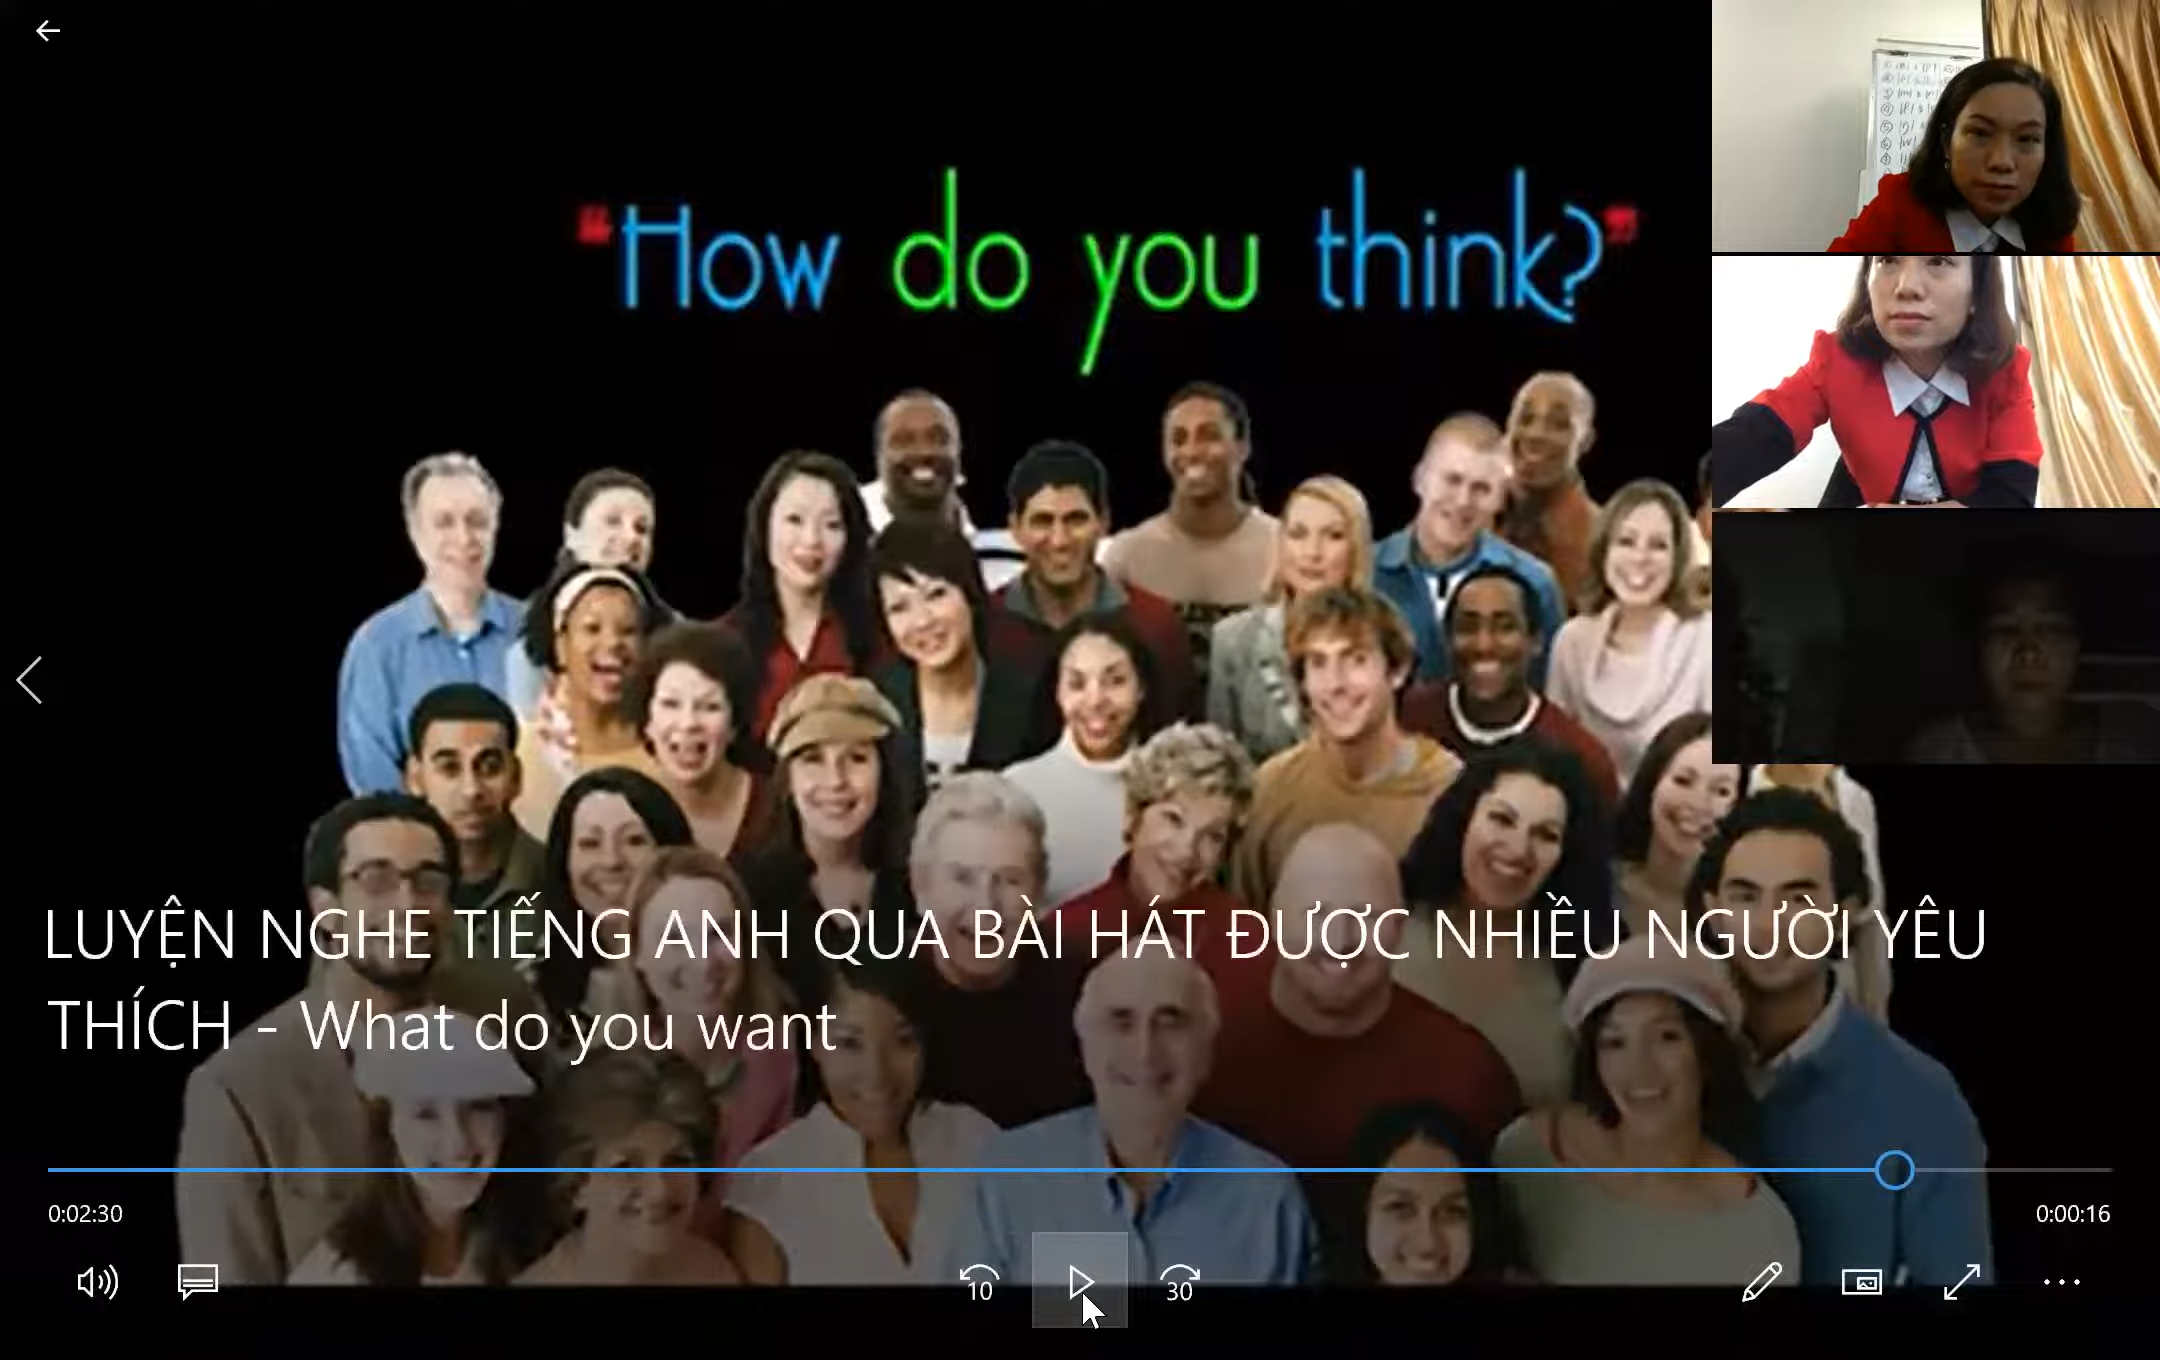 "How do you think?"
LUYỆN NGHE TIẾNG ANH QUA BÀI HÁT ĐƯỢC NHIỀU NGƯỜI YÊU
THÍCH - What do you want
0:02:30
0:00:16
10
30